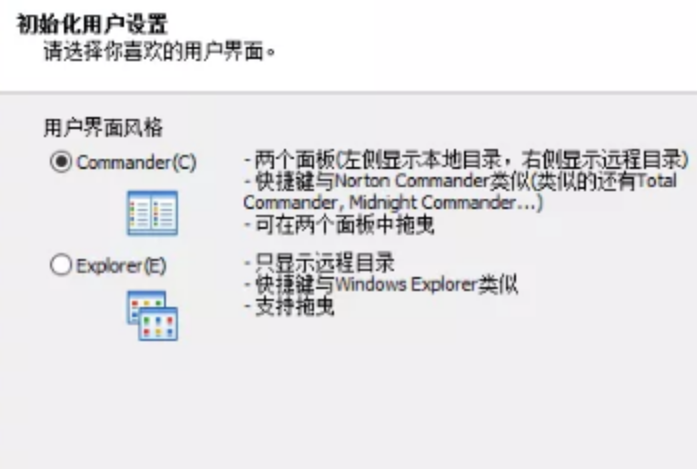 初始化用户设置
请选择你喜欢的用户界面。
用户界面风格
Commander(C)
- 两个面板(左侧显示本地目录，右侧显示远程目录)
- 快捷键与Norton Commander类似(类似的还有Total
Commander, Midnight Commander...)
- 可在两个面板中拖曳
Explorer(E)
- 只显示远程目录
- 快捷键与Windows Explorer类似
- 支持拖曳